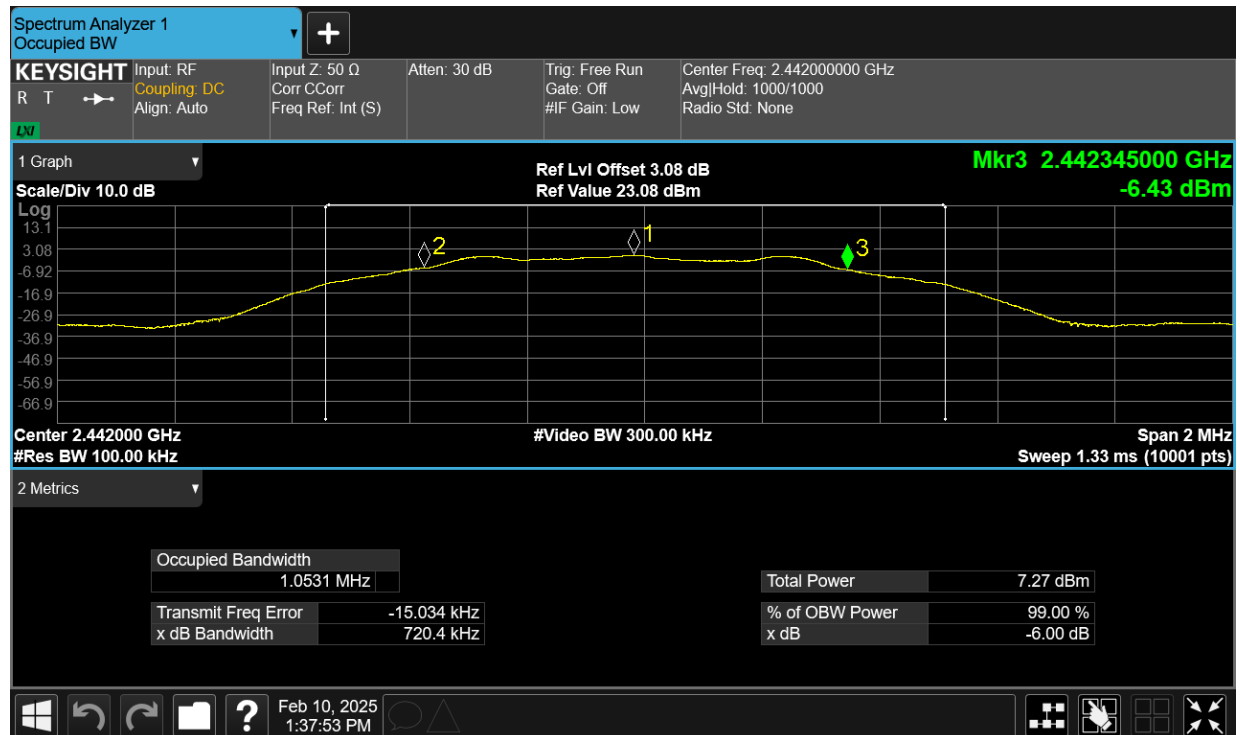 Spectrum Analyzer 1
Occupied BW
KEYSIGHT
R T
LXI
Input: RF
Coupling: DC
Align: Auto
Input Z: 50 Ω
Corr CCorr
Freq Ref: Int (S)
Atten: 30 dB
Trig: Free Run
Gate: Off
#IF Gain: Low
Center Freq: 2.442000000 GHz
Avg|Hold: 1000/1000
Radio Std: None
1 Graph
Scale/Div 10.0 dB
Ref Lvl Offset 3.08 dB
Ref Value 23.08 dBm
Mkr3 2.442345000 GHz
-6.43 dBm
Log
13.1
3.08
-6.92
-16.9
-26.9
-36.9
-46.9
-56.9
-66.9
2
1
3
Center 2.442000 GHz
#Res BW 100.00 kHz
#Video BW 300.00 kHz
Span 2 MHz
Sweep 1.33 ms (10001 pts)
2 Metrics
Occupied Bandwidth
1.0531 MHz
Transmit Freq Error -15.034 kHz
x dB Bandwidth 720.4 kHz
Total Power 7.27 dBm
% of OBW Power 99.00 %
x dB -6.00 dB
?
Feb 10, 2025
1:37:53 PM